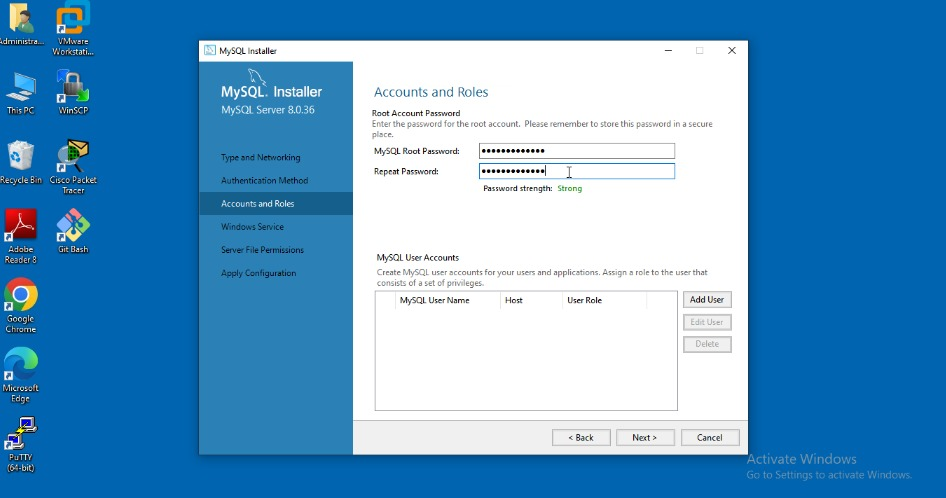 Administra...
VMware
Workstati...
This PC
WinSCP
Recycle Bin
Cisco Packet
Tracer
Adobe
Reader 8
Git Bash
Google
Chrome
Microsoft
Edge
PuTTY
(64-bit)
MySQL Installer
MySQL. Installer
MySQL Server 8.0.36
Type and Networking
Authentication Method
Accounts and Roles
Windows Service
Server File Permissions
Apply Configuration
Accounts and Roles
Root Account Password
Enter the password for the root account. Please remember to store this password in a secure
place.
MySQL Root Password: •••••••••••••
Repeat Password: •••••••••••••
Password strength: Strong
MySQL User Accounts
Create MySQL user accounts for your users and applications. Assign a role to the user that
consists of a set of privileges.
MySQL User Name Host User Role
Add User
Edit User
Delete
< Back Next > Cancel
Activate Windows
Go to Settings to activate Windows.